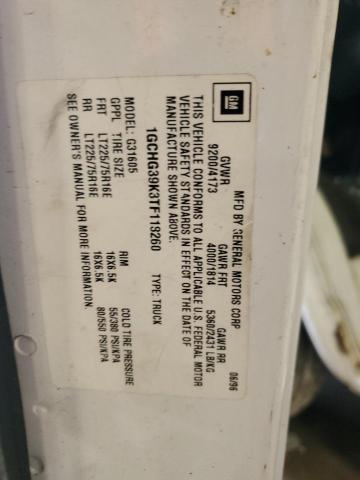 GM
MFD BY GENERAL MOTORS CORP 06/96
GVWR GAWR FRT GAWR RR
9200/4173 4000/1814 5360/2431 LB/KG
THIS VEHICLE CONFORMS TO ALL APPLICABLE U.S. FEDERAL MOTOR
VEHICLE SAFETY STANDARDS IN EFFECT ON THE DATE OF
MANUFACTURE SHOWN ABOVE.
1GCHG39K3TF119260 TYPE: TRUCK
MODEL: G31605
GPPL TIRE SIZE RIM COLD TIRE PRESSURE
FRT LT225/75R16E 16X6.5K 55/380 PSI/KPA
RR LT225/75R16E 16X6.5K 80/550 PSI/KPA
SEE OWNER'S MANUAL FOR MORE INFORMATION.